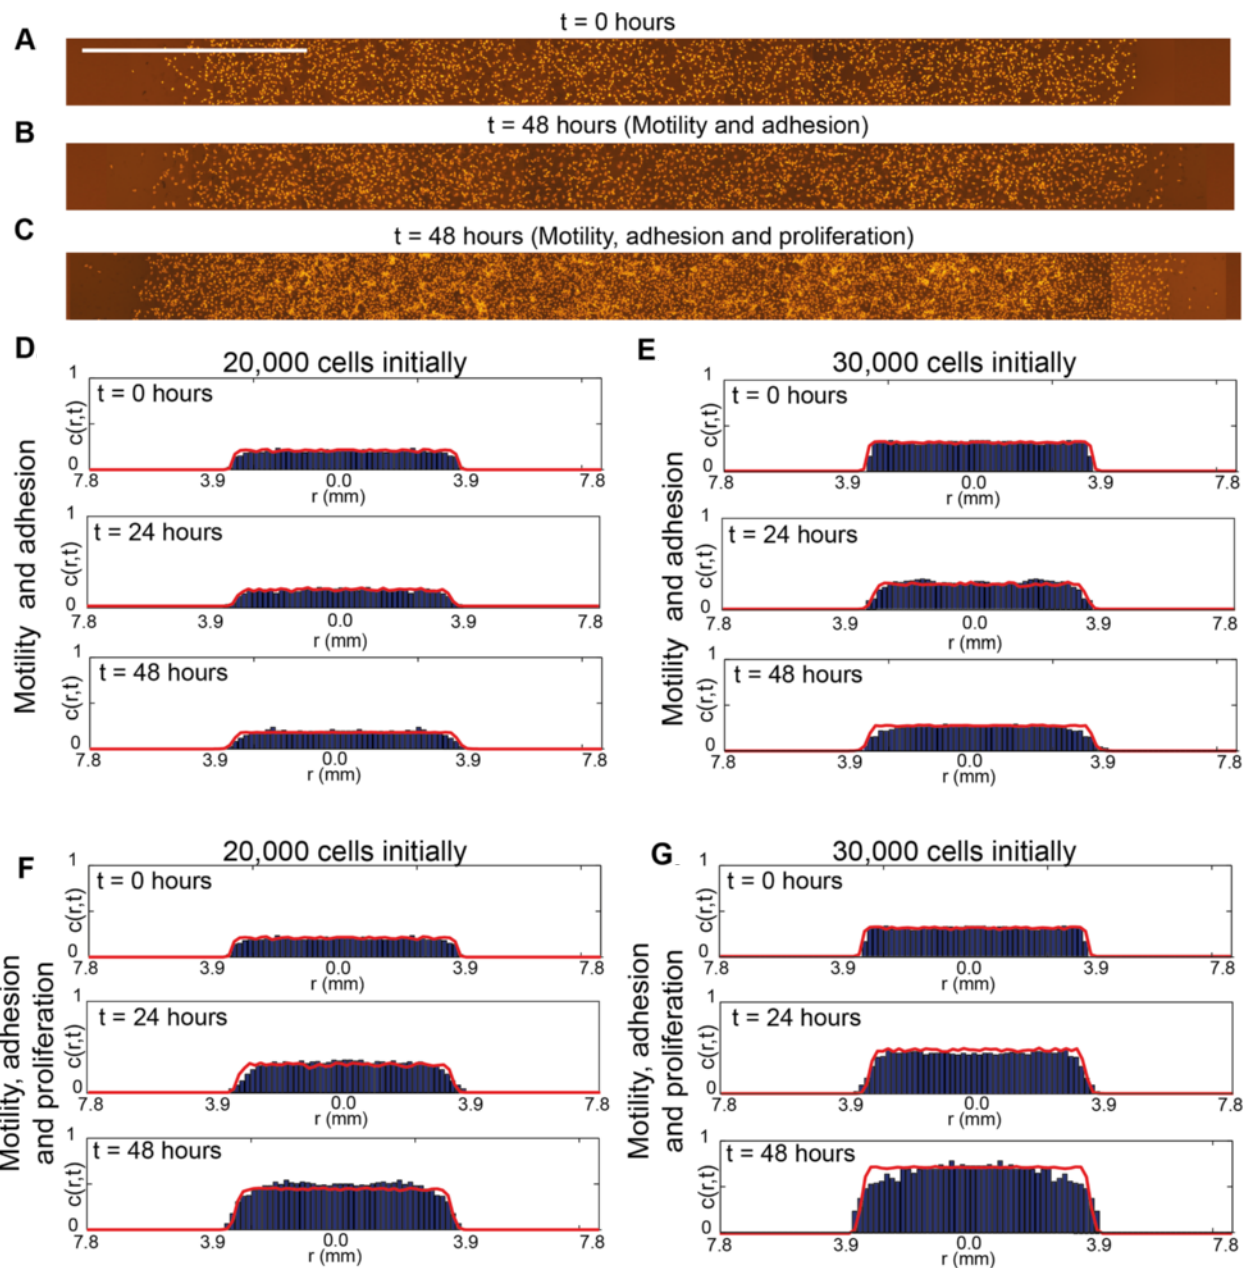 t = 0 hours
A
t = 48 hours (Motility and adhesion)
B
C
t = 48 hours (Motility, adhesion and proliferation)
D
20,000 cells initially
Motility and adhesion
1
t = 0 hours
c(r,t)
0
7.8 3.9 0.0 3.9 7.8
r (mm)
1
t = 24 hours
c(r,t)
0
7.8 3.9 0.0 3.9 7.8
r (mm)
1
t = 48 hours
c(r,t)
0
7.8 3.9 0.0 3.9 7.8
r (mm)
E
30,000 cells initially
Motility and adhesion
1
t = 0 hours
c(r,t)
0
7.8 3.9 0.0 3.9 7.8
r (mm)
1
t = 24 hours
c(r,t)
0
7.8 3.9 0.0 3.9 7.8
r (mm)
1
t = 48 hours
c(r,t)
0
7.8 3.9 0.0 3.9 7.8
r (mm)
F
20,000 cells initially
Motility, adhesion
and proliferation
1
t = 0 hours
c(r,t)
0
7.8 3.9 0.0 3.9 7.8
r (mm)
1
t = 24 hours
c(r,t)
0
7.8 3.9 0.0 3.9 7.8
r (mm)
1
t = 48 hours
c(r,t)
0
7.8 3.9 0.0 3.9 7.8
r (mm)
G
30,000 cells initially
Motility, adhesion
and proliferation
1
t = 0 hours
c(r,t)
0
7.8 3.9 0.0 3.9 7.8
r (mm)
1
t = 24 hours
c(r,t)
0
7.8 3.9 0.0 3.9 7.8
r (mm)
1
t = 48 hours
c(r,t)
0
7.8 3.9 0.0 3.9 7.8
r (mm)